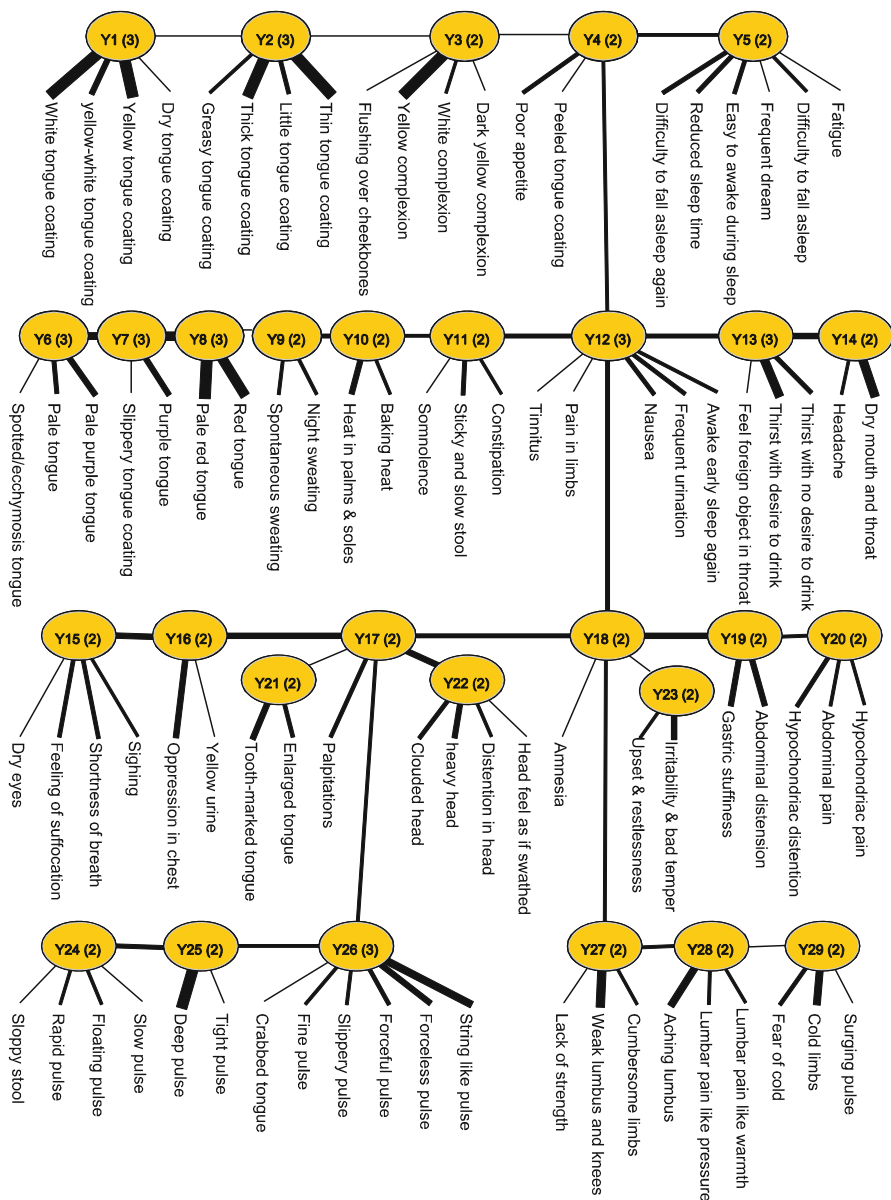 Y1 (3)
Y2 (3)
Y3 (2)
Y4 (2)
Y5 (2)
White tongue coating
yellow-white tongue coating
Yellow tongue coating
Dry tongue coating
Greasy tongue coating
Thick tongue coating
Little tongue coating
Thin tongue coating
Flushing over cheekbones
Yellow complexion
White complexion
Dark yellow complexion
Poor appetite
Peeled tongue coating
Difficulty to fall asleep again
Reduced sleep time
Easy to awake during sleep
Frequent dream
Difficulty to fall asleep
Fatigue
Y6 (3)
Y7 (3)
Y8 (3)
Y9 (2)
Y10 (2)
Y11 (2)
Y12 (3)
Y13 (3)
Y14 (2)
Spotted/ecchymosis tongue
Pale tongue
Pale purple tongue
Slippery tongue coating
Purple tongue
Pale red tongue
Red tongue
Spontaneous sweating
Night sweating
Heat in palms & soles
Baking heat
Somnolence
Sticky and slow stool
Constipation
Tinnitus
Pain in limbs
Nausea
Frequent urination
Awake early sleep again
Feel foreign object in throat
Thirst with desire to drink
Thirst with no desire to drink
Headache
Dry mouth and throat
Y15 (2)
Y16 (2)
Y17 (2)
Y18 (2)
Y19 (2)
Y20 (2)
Y21 (2)
Y22 (2)
Y23 (2)
Dry eyes
Feeling of suffocation
Shortness of breath
Sighing
Oppression in chest
Yellow urine
Tooth-marked tongue
Enlarged tongue
Palpitations
Clouded head
heavy head
Distention in head
Head feel as if swathed
Amnesia
Upset & restlessness
Irritability & bad temper
Gastric stuffiness
Abdominal distension
Hypochondriac distention
Abdominal pain
Hypochondriac pain
Y24 (2)
Y25 (2)
Y26 (3)
Y27 (2)
Y28 (2)
Y29 (2)
Sloppy stool
Rapid pulse
Floating pulse
Slow pulse
Deep pulse
Tight pulse
Crabbed tongue
Fine pulse
Slippery pulse
Forceful pulse
Forceless pulse
String like pulse
Lack of strength
Weak lumbus and knees
Cumbersome limbs
Aching lumbus
Lumbar pain like pressure
Lumbar pain like warmth
Fear of cold
Cold limbs
Surging pulse